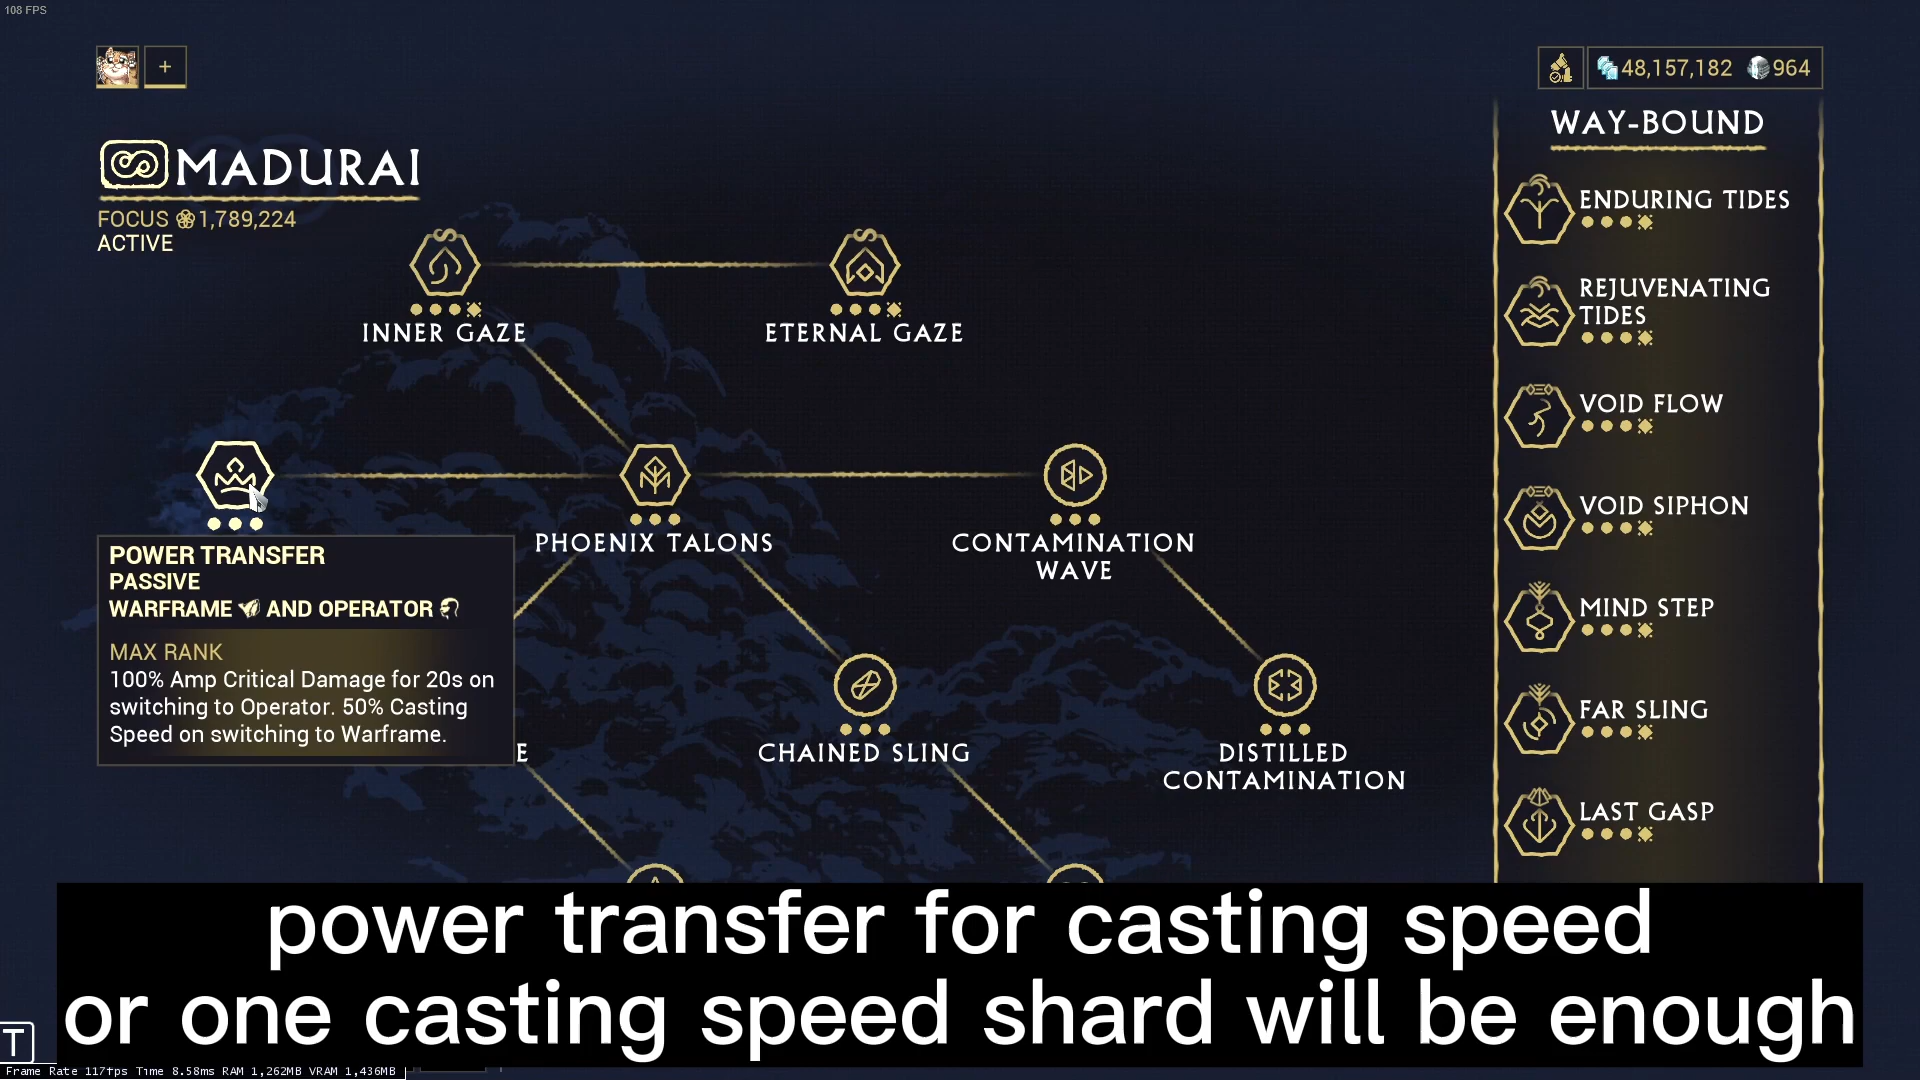 108 FPS
+
48,157,182 964
MADURAI
FOCUS 1,789,224
ACTIVE
INNER GAZE
ETERNAL GAZE
PHOENIX TALONS
CONTAMINATION
WAVE
POWER TRANSFER
PASSIVE
WARFRAME AND OPERATOR
MAX RANK
100% Amp Critical Damage for 20s on
switching to Operator. 50% Casting
Speed on switching to Warframe.
E
CHAINED SLING
DISTILLED
CONTAMINATION
WAY-BOUND
ENDURING TIDES
REJUVENATING
TIDES
VOID FLOW
VOID SIPHON
MIND STEP
FAR SLING
LAST GASP
power transfer for casting speed
or one casting speed shard will be enough
T
Frame Rate 117fps Time 8.58ms RAM 1,262MB VRAM 1,436MB